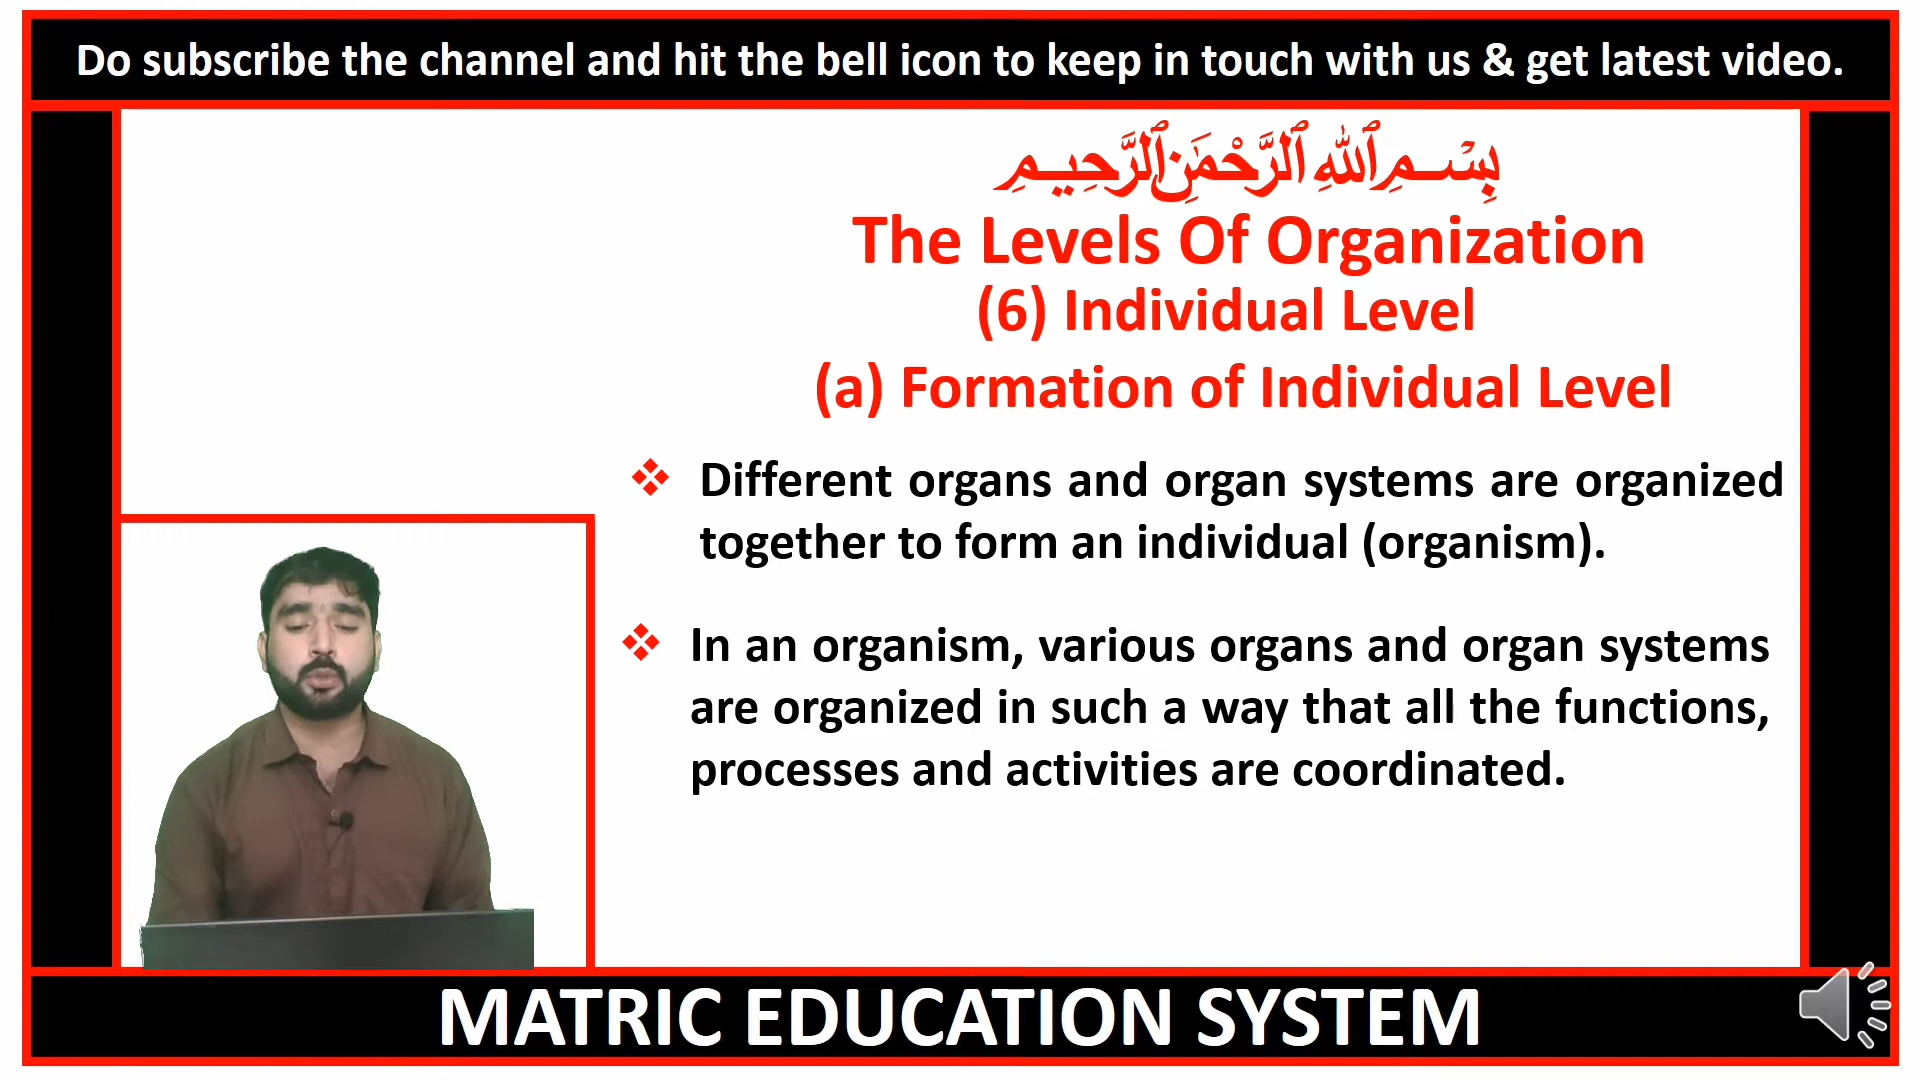 Do subscribe the channel and hit the bell icon to keep in touch with us & get latest video.
بِسْـــمِ ٱللَّهِ ٱلرَّحْمَٰنِ ٱلرَّحِيـــمِ
The Levels Of Organization
(6) Individual Level
(a) Formation of Individual Level
❖ Different organs and organ systems are organized
together to form an individual (organism).
❖ In an organism, various organs and organ systems
are organized in such a way that all the functions,
processes and activities are coordinated.
MATRIC EDUCATION SYSTEM